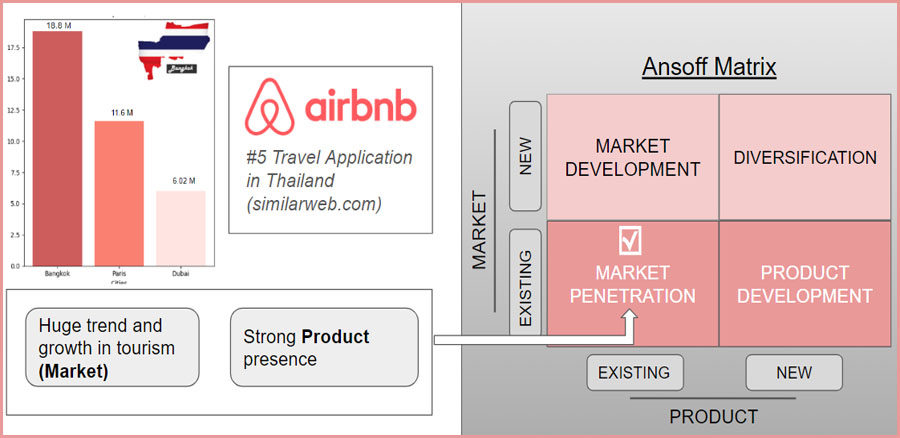 18.8 M
17.5
15.0
12.5
10.0
7.5
5.0
2.5
0.0
11.6 M
6.02 M
Bangkok
Bangkok
Paris
Dubai
Cities
airbnb
#5 Travel Application
in Thailand
(similarweb.com)
Huge trend and
growth in tourism
(Market)
Strong Product
presence
Ansoff Matrix
MARKET
NEW
EXISTING
MARKET
DEVELOPMENT
DIVERSIFICATION
MARKET
PENETRATION
PRODUCT
DEVELOPMENT
EXISTING
NEW
PRODUCT